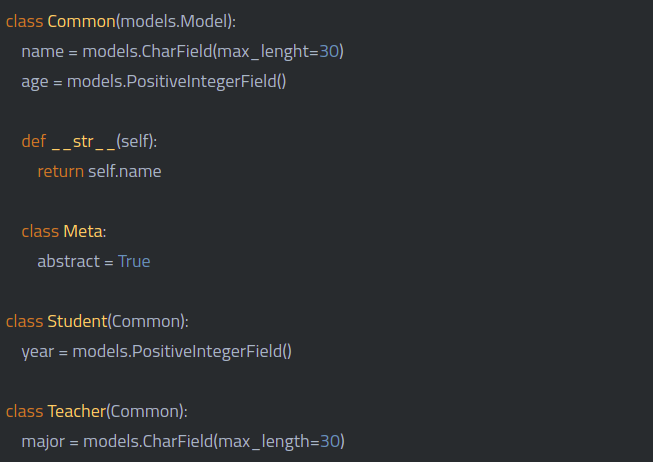 class Common(models.Model):
    name = models.CharField(max_lenght=30)
    age = models.PositiveIntegerField()
    def __str__(self):
        return self.name
    class Meta:
        abstract = True
class Student(Common):
    year = models.PositiveIntegerField()
class Teacher(Common):
    major = models.CharField(max_length=30)